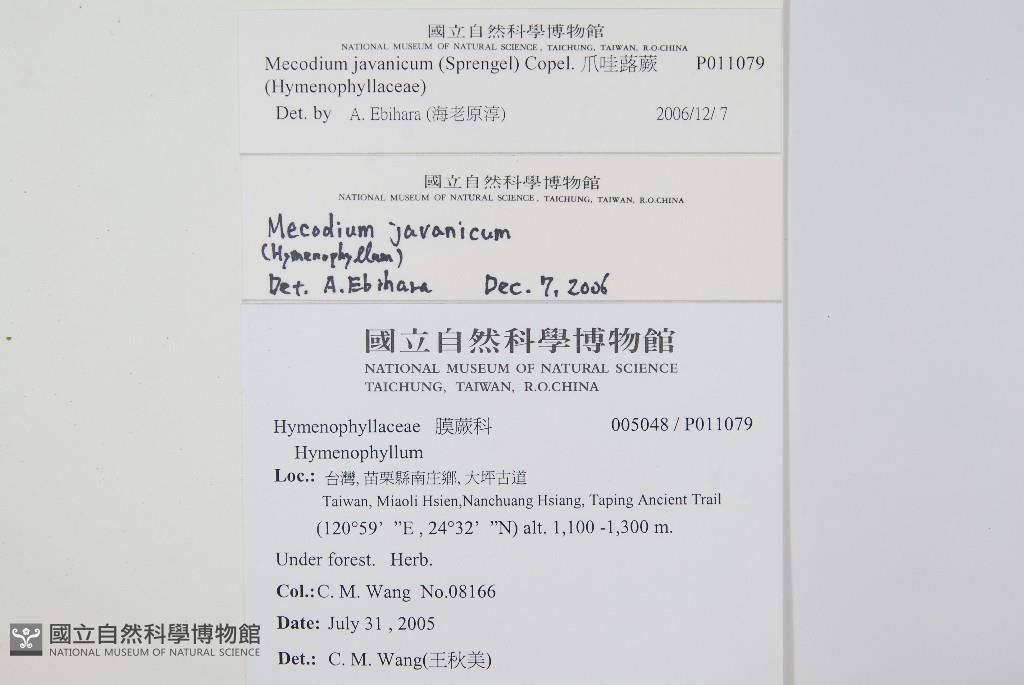 國立自然科學博物館
NATIONAL MUSEUM OF NATURAL SCIENCE, TAICHUNG, TAIWAN, R.O.CHINA
Mecodium javanicum (Sprengel) Copel. 爪哇蕗蕨 P011079
(Hymenophyllaceae)
Det. by A. Ebihara (海老原淳) 2006/12/ 7
國立自然科學博物館
NATIONAL MUSEUM OF NATURAL SCIENCE, TAICHUNG, TAIWAN, R.O.CHINA
Mecodium javanicum
(Hymenophyllum)
Det. A.Ebihara Dec. 7, 2006
國立自然科學博物館
NATIONAL MUSEUM OF NATURAL SCIENCE
TAICHUNG, TAIWAN, R.O.CHINA
Hymenophyllaceae 膜蕨科 005048 / P011079
Hymenophyllum
Loc.: 台灣, 苗栗縣南庄鄉, 大坪古道
Taiwan, Miaoli Hsien,Nanchuang Hsiang, Taping Ancient Trail
(120°59’ ”E , 24°32’ ”N) alt. 1,100 -1,300 m.
Under forest. Herb.
Col.: C. M. Wang No.08166
Date: July 31 , 2005
Det.: C. M. Wang(王秋美)
國立自然科學博物館
NATIONAL MUSEUM OF NATURAL SCIENCE